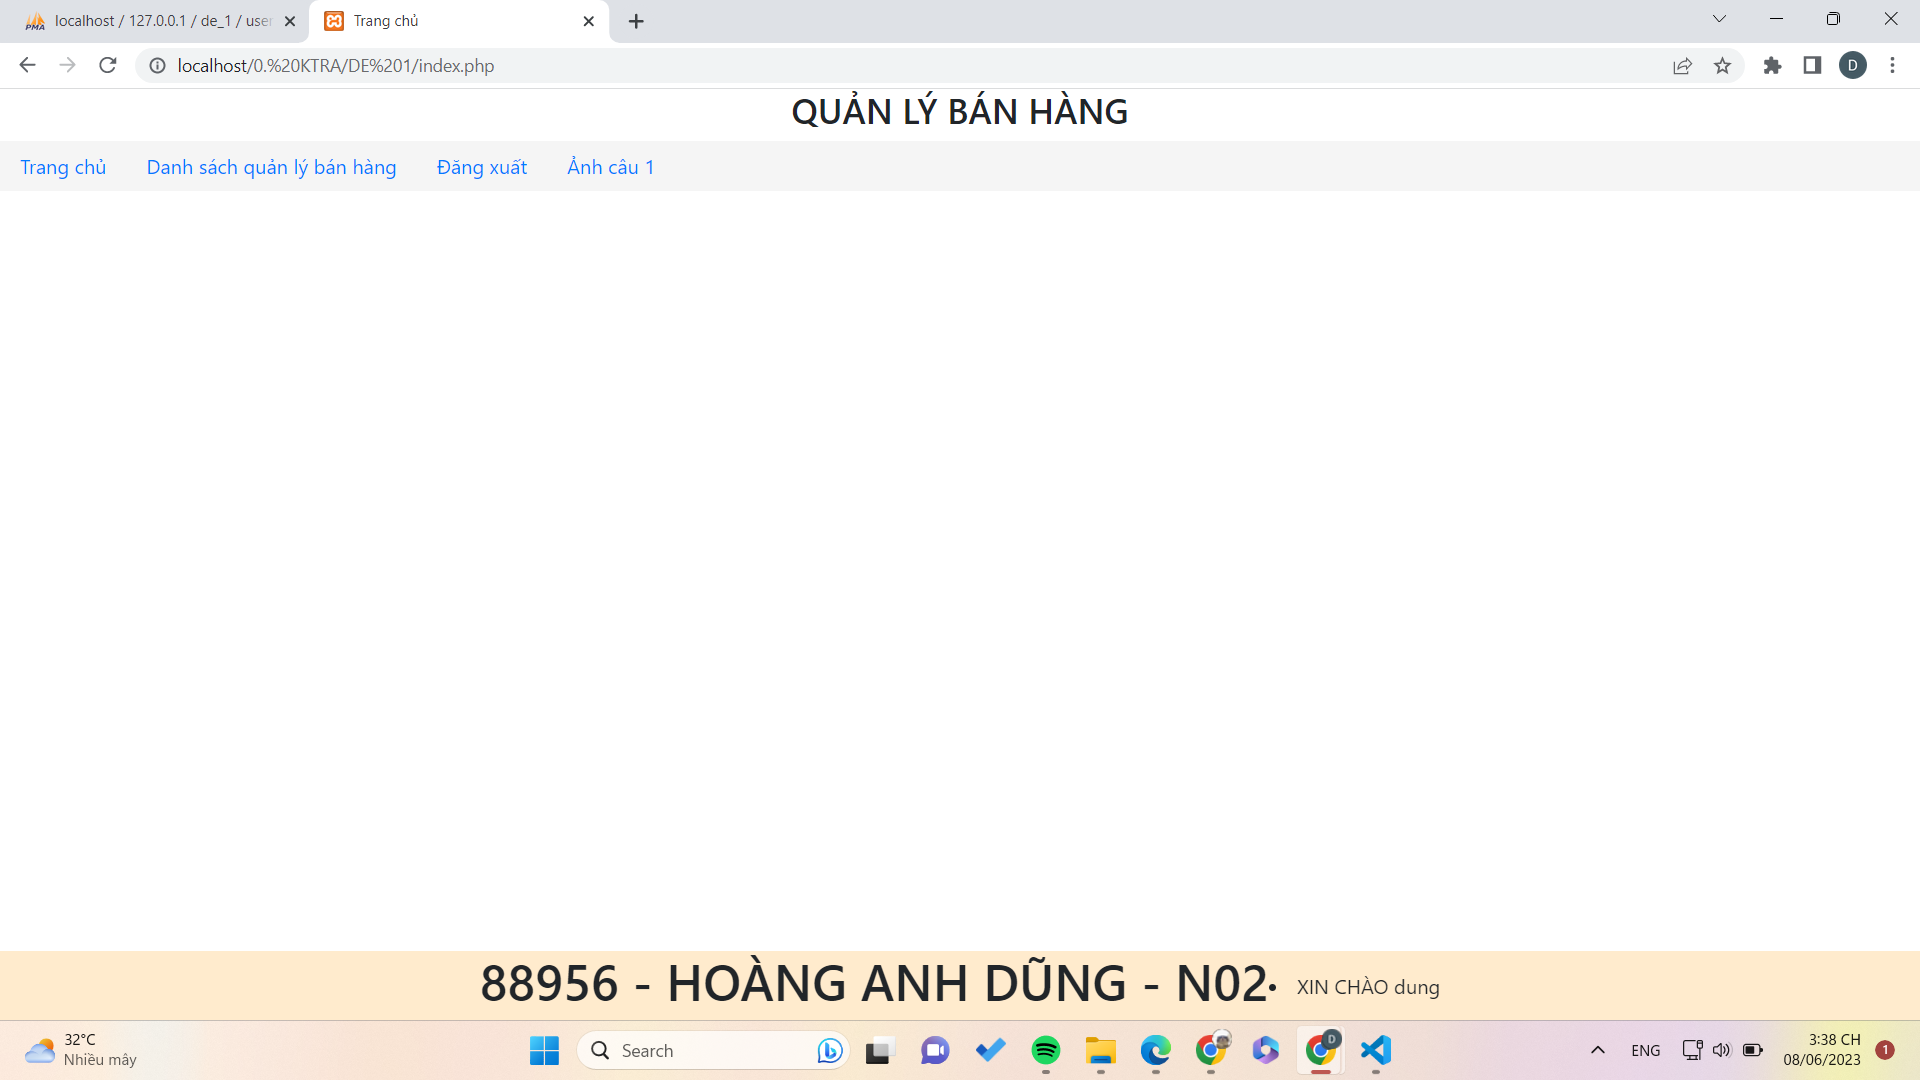 localhost / 127.0.0.1 / de_1 / user
Trang chủ
localhost/0.%20KTRA/DE%201/index.php
D
QUẢN LÝ BÁN HÀNG
Trang chủ Danh sách quản lý bán hàng Đăng xuất Ảnh câu 1
88956 - HOÀNG ANH DŨNG - N02 • XIN CHÀO dung
32°C
Nhiều mây
Search
D
ENG
3:38 CH
08/06/2023
1